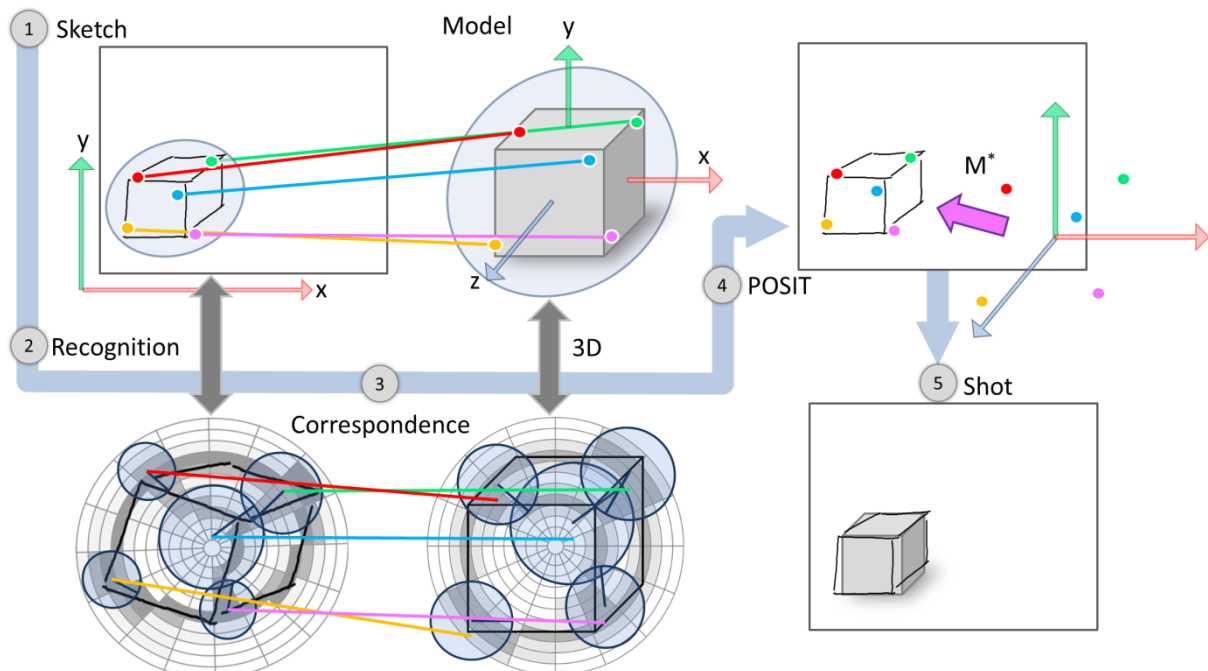 1 Sketch
Model
y
y
x
x
z
M*
2 Recognition
3D
3
Correspondence
4 POSIT
5 Shot